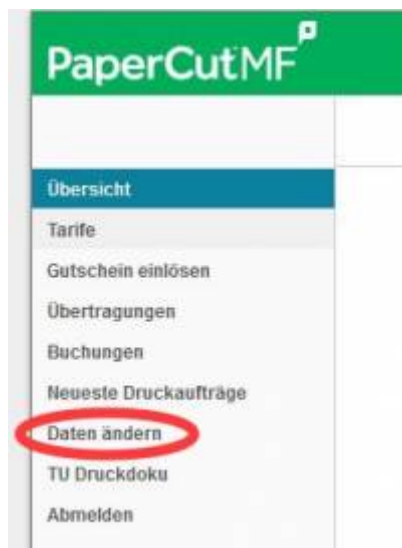 PaperCutMF
Übersicht
Tarife
Gutschein einlösen
Übertragungen
Buchungen
Neueste Druckaufträge
Daten ändern
TU Druckdoku
Abmelden